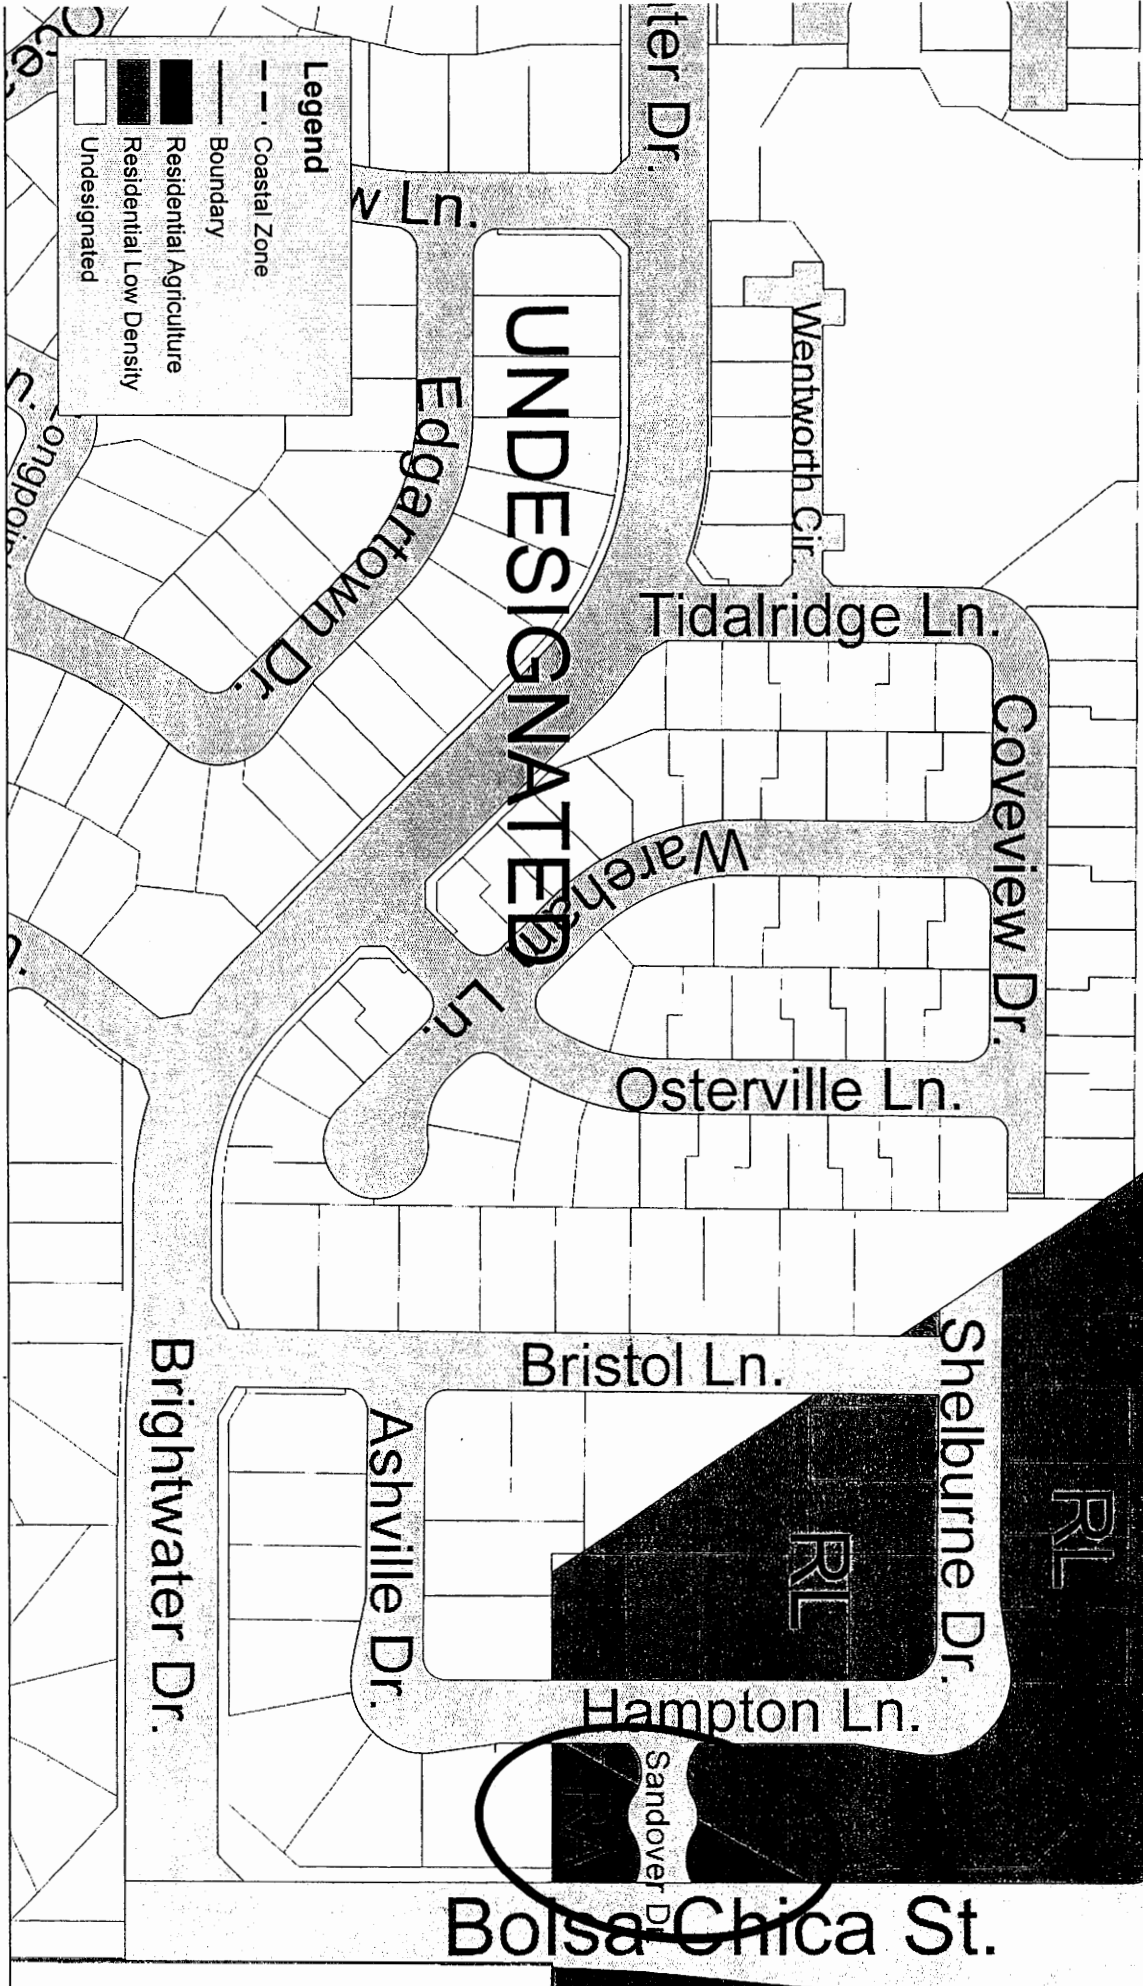 Legend
Coastal Zone
Boundary
Residential Agriculture
Residential Low Density
Undesignated
ter Dr.
w Ln.
UNDESIGNATED
Edgartown Dr.
Wentworth Cir.
Tidalridge Ln.
Coveview Dr.
Wareham Ln.
Osterville Ln.
Bristol Ln.
Shelburne Dr.
RL
RL
Brightwater Dr.
Ashville Dr.
Hampton Ln.
Sandover Dr
Bolsa Chica St.